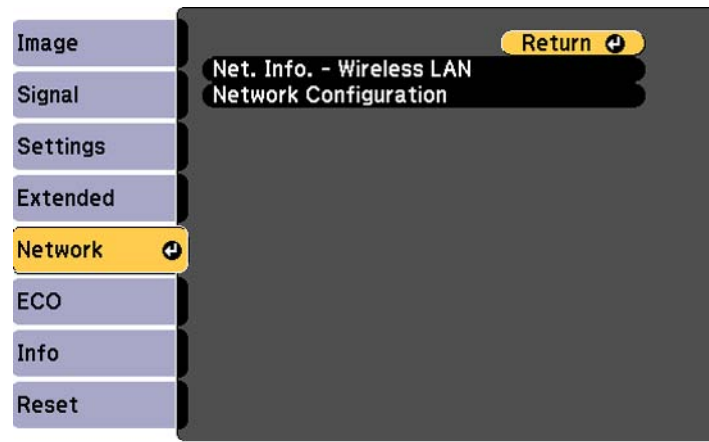 Image
Signal
Settings
Extended
Network
ECO
Info
Reset
Return
Net. Info. - Wireless LAN
Network Configuration